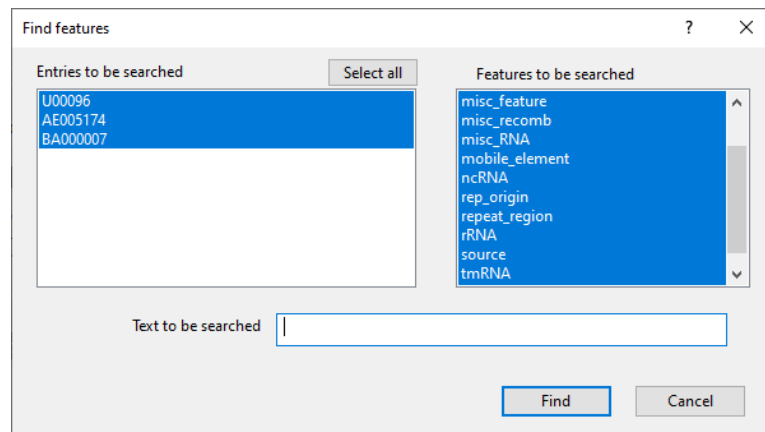 Find features
?
Entries to be searched
Select all
Features to be searched
U00096
AE005174
BA000007
misc_feature
misc_recomb
misc_RNA
mobile_element
ncRNA
rep_origin
repeat_region
rRNA
source
tmRNA
Text to be searched
Find
Cancel